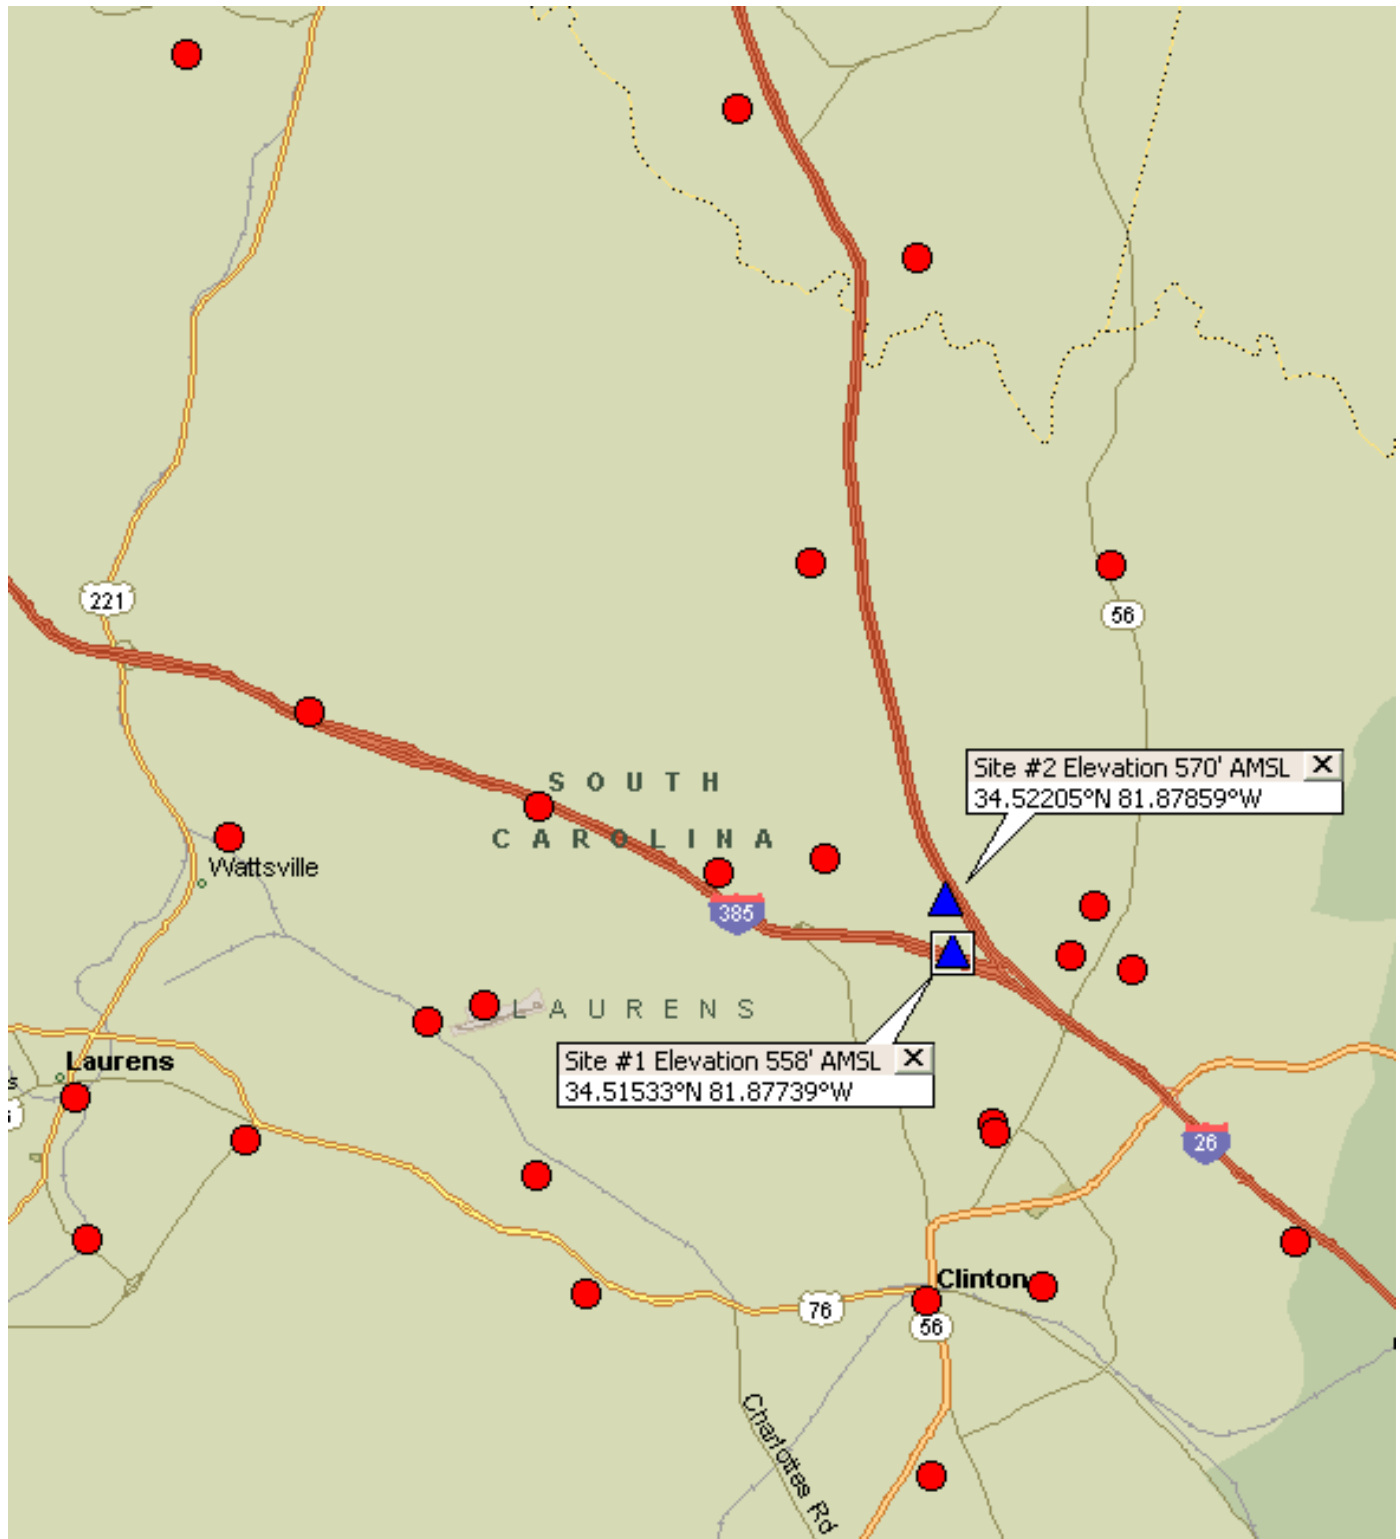 221
56
SOUTH
Site #2 Elevation 570' AMSL
34.52205°N 81.87859°W
CAROLINA
Wattsville
385
LAURENS
Site #1 Elevation 558' AMSL
34.51533°N 81.87739°W
Laurens
s
26
Clinton
76
56
Charlottes Rd